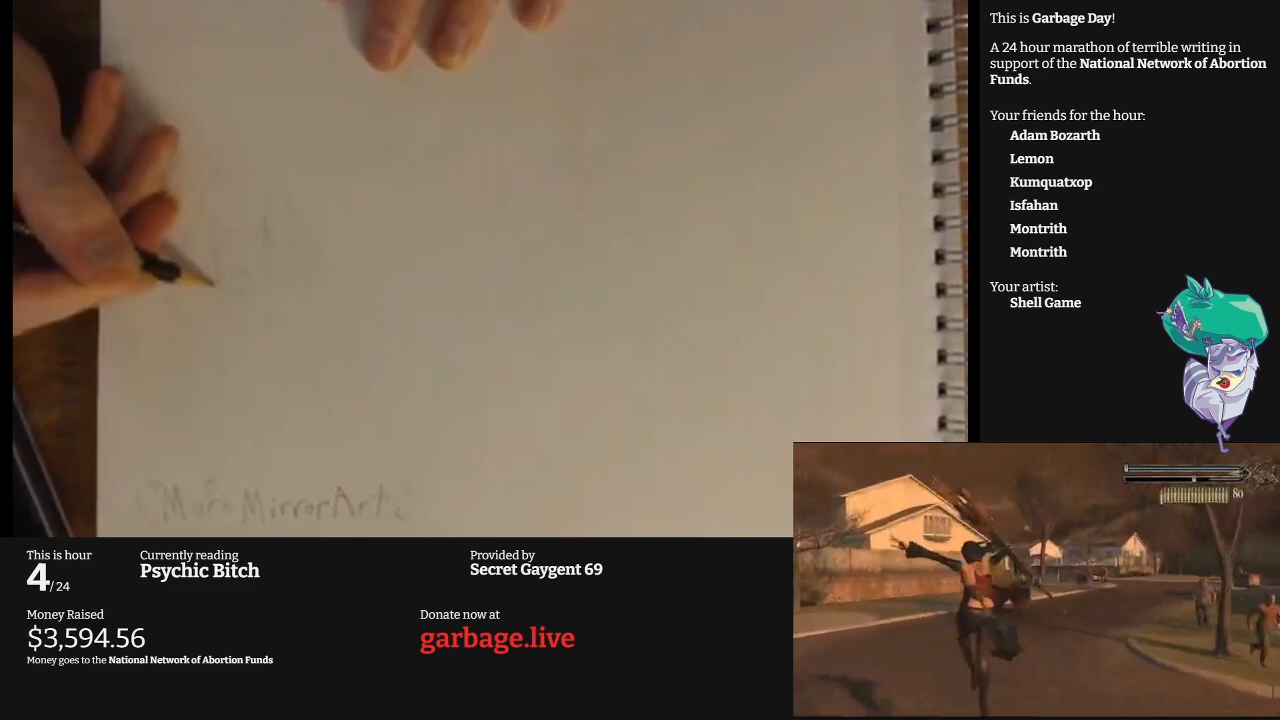 This is Garbage Day!
A 24 hour marathon of terrible writing in
support of the National Network of Abortion
Funds.
Your friends for the hour:
Adam Bozarth
Lemon
Kumquatxop
Isfahan
Montrith
Montrith
Your artist:
Shell Game
(More Mirror Art)
80
This is hour
4/24
Currently reading
Psychic Bitch
Provided by
Secret Gaygent 69
Money Raised
$3,594.56
Money goes to the National Network of Abortion Funds
Donate now at
garbage.live